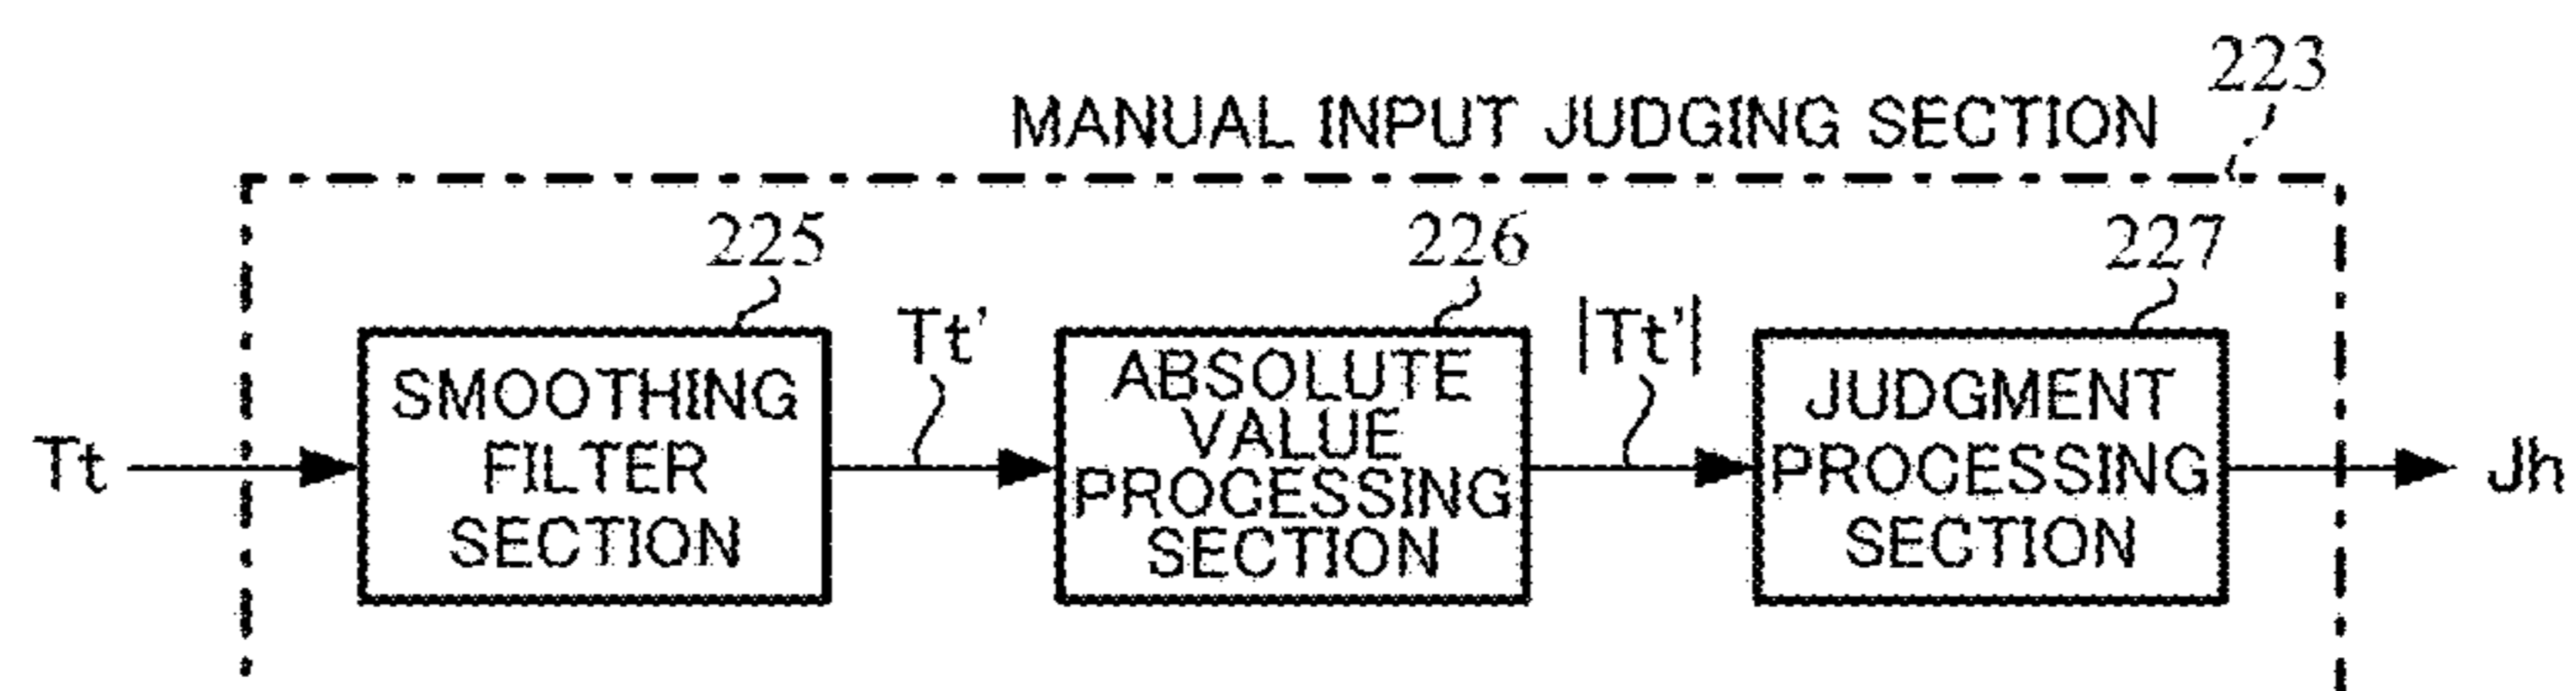 223
MANUAL INPUT JUDGING SECTION
225
226
227
Tt
SMOOTHING
FILTER
SECTION
Tt'
ABSOLUTE
VALUE
PROCESSING
SECTION
|Tt'|
JUDGMENT
PROCESSING
SECTION
Jh